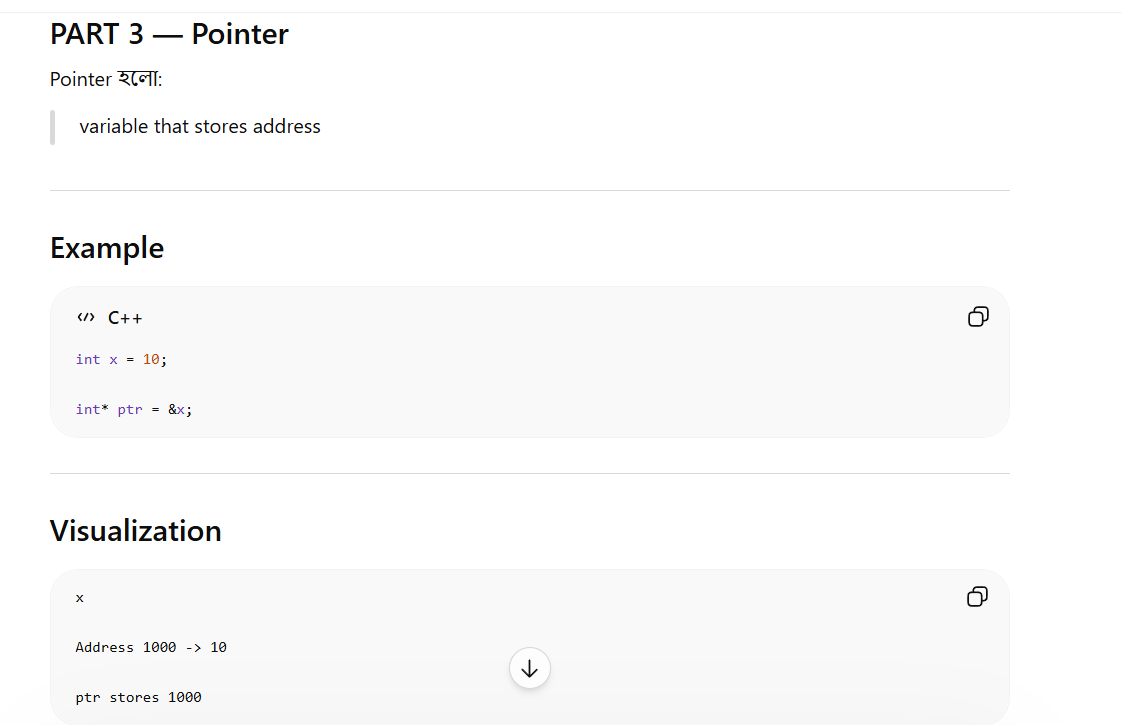 PART 3 — Pointer
Pointer হলো:
variable that stores address
Example
C++
int x = 10;
int* ptr = &x;
Visualization
x
Address 1000 -> 10
ptr stores 1000